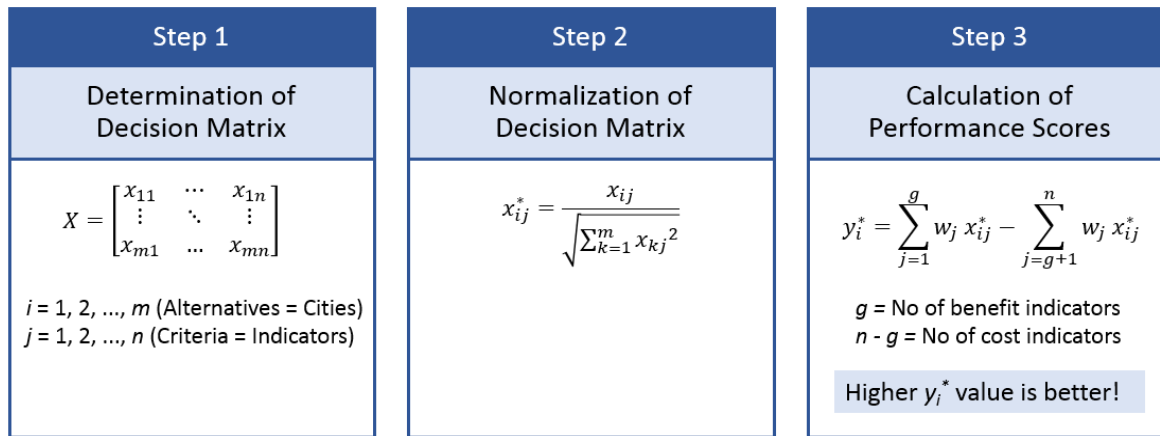 Step 1
Determination of
Decision Matrix
X = [x₁₁ ⋯ x₁ₙ
⋮ ⋱ ⋮
xₘ₁ … xₘₙ]
i = 1, 2, ..., m (Alternatives = Cities)
j = 1, 2, ..., n (Criteria = Indicators)
Step 2
Normalization of
Decision Matrix
x*ᵢⱼ = xᵢⱼ / √(∑ᵐₖ₌₁ xₖⱼ²)
Step 3
Calculation of
Performance Scores
y*ᵢ = ∑_{j=1}^{g} wⱼ x*ᵢⱼ − ∑_{j=g+1}^{n} wⱼ x*ᵢⱼ
g = No of benefit indicators
n - g = No of cost indicators
Higher yᵢ* value is better!